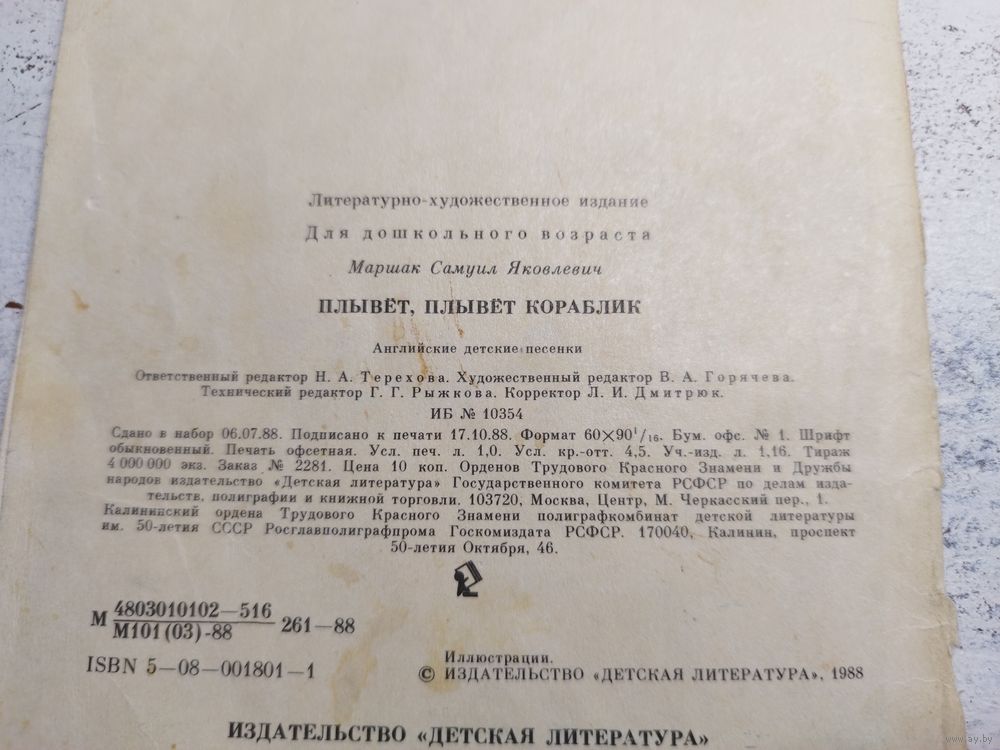 Литературно-художественное издание
Для дошкольного возраста
Маршак Самуил Яковлевич
ПЛЫВЁТ, ПЛЫВЁТ КОРАБЛИК
Английские детские песенки
Ответственный редактор Н. А. Терехова. Художественный редактор В. А. Горячева.
Технический редактор Г. Г. Рыжкова. Корректор Л. И. Дмитрюк.
ИБ № 10354
Сдано в набор 06.07.88. Подписано к печати 17.10.88. Формат 60×90¹/₁₆. Бум. офс. № 1. Шрифт
обыкновенный. Печать офсетная. Усл. печ. л. 1,0. Усл. кр.-отт. 4,5. Уч.-изд. л. 1,16. Тираж
4 000 000 экз. Заказ № 2281. Цена 10 коп. Орденов Трудового Красного Знамени и Дружбы
народов издательство «Детская литература» Государственного комитета РСФСР по делам изда-
тельств, полиграфии и книжной торговли. 103720, Москва, Центр, М. Черкасский пер., 1.
Калининский ордена Трудового Красного Знамени полиграфкомбинат детской литературы
им. 50-летия СССР Росглавполиграфпрома Госкомиздата РСФСР. 170040, Калинин, проспект
50-летия Октября, 46.
М 4803010102—516
М101(03)-88 261—88
ISBN 5—08—001801—1
Иллюстрации.
© ИЗДАТЕЛЬСТВО «ДЕТСКАЯ ЛИТЕРАТУРА», 1988
ИЗДАТЕЛЬСТВО «ДЕТСКАЯ ЛИТЕРАТУРА»
www.ay.by